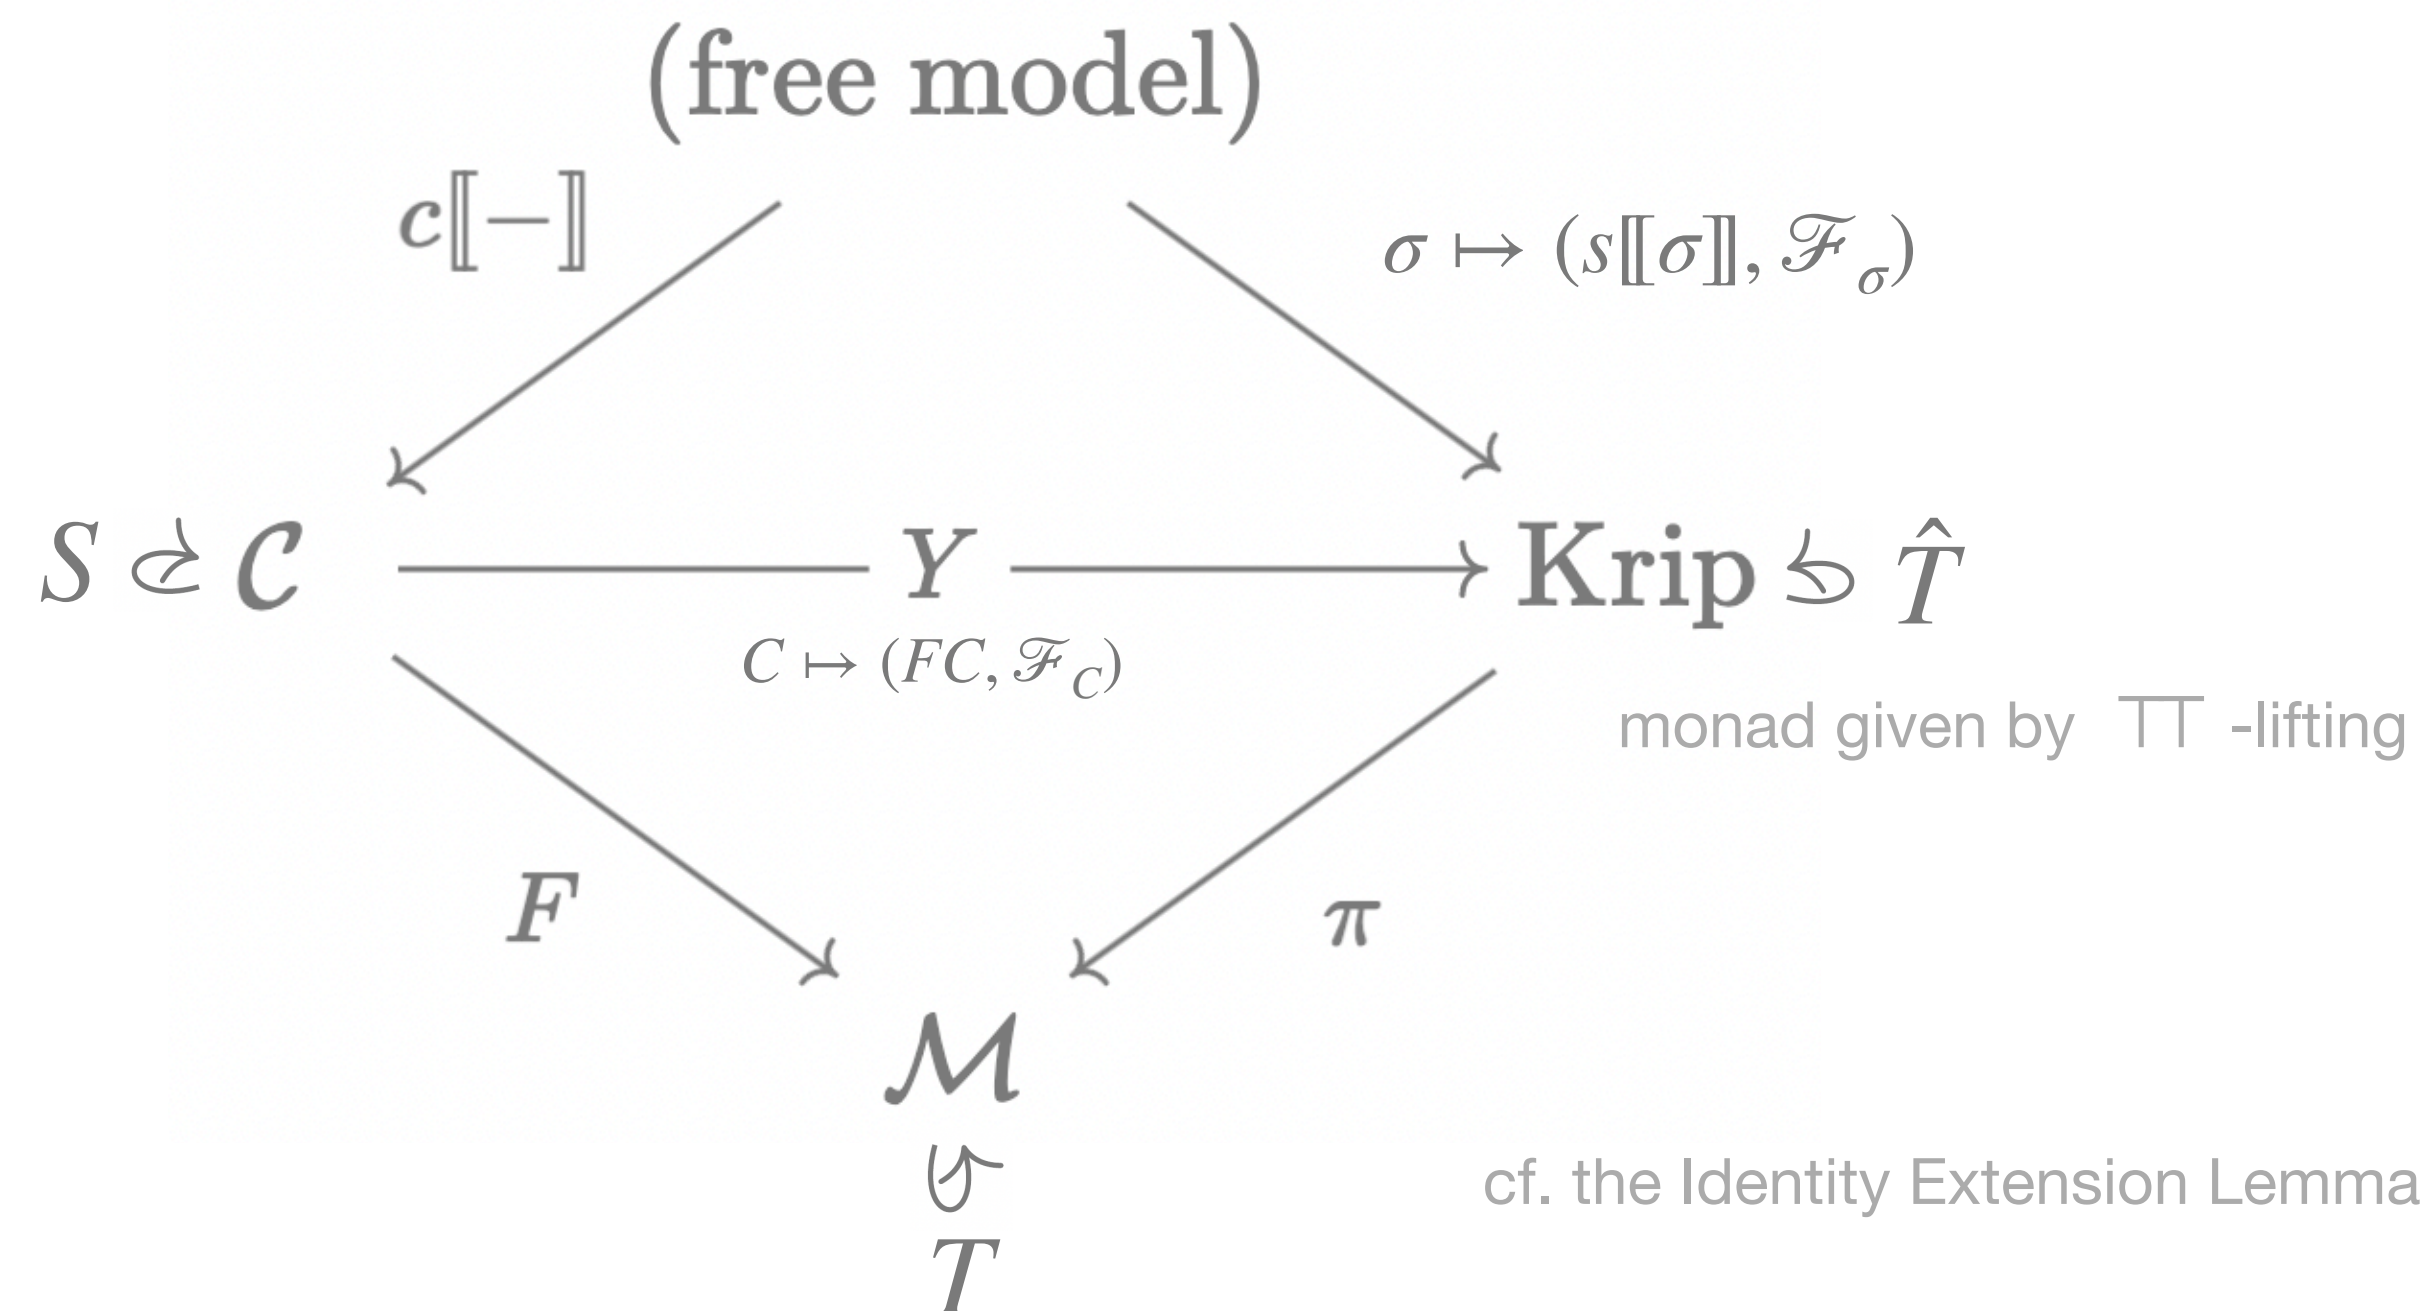 (free model)
c⟦−⟧
σ ↦ (s⟦σ⟧, ℱ_σ)
S 𝒞 Y Krip T̂
C ↦ (FC, ℱ_C)
monad given by ⊤⊤ -lifting
F π
ℳ
cf. the Identity Extension Lemma
T